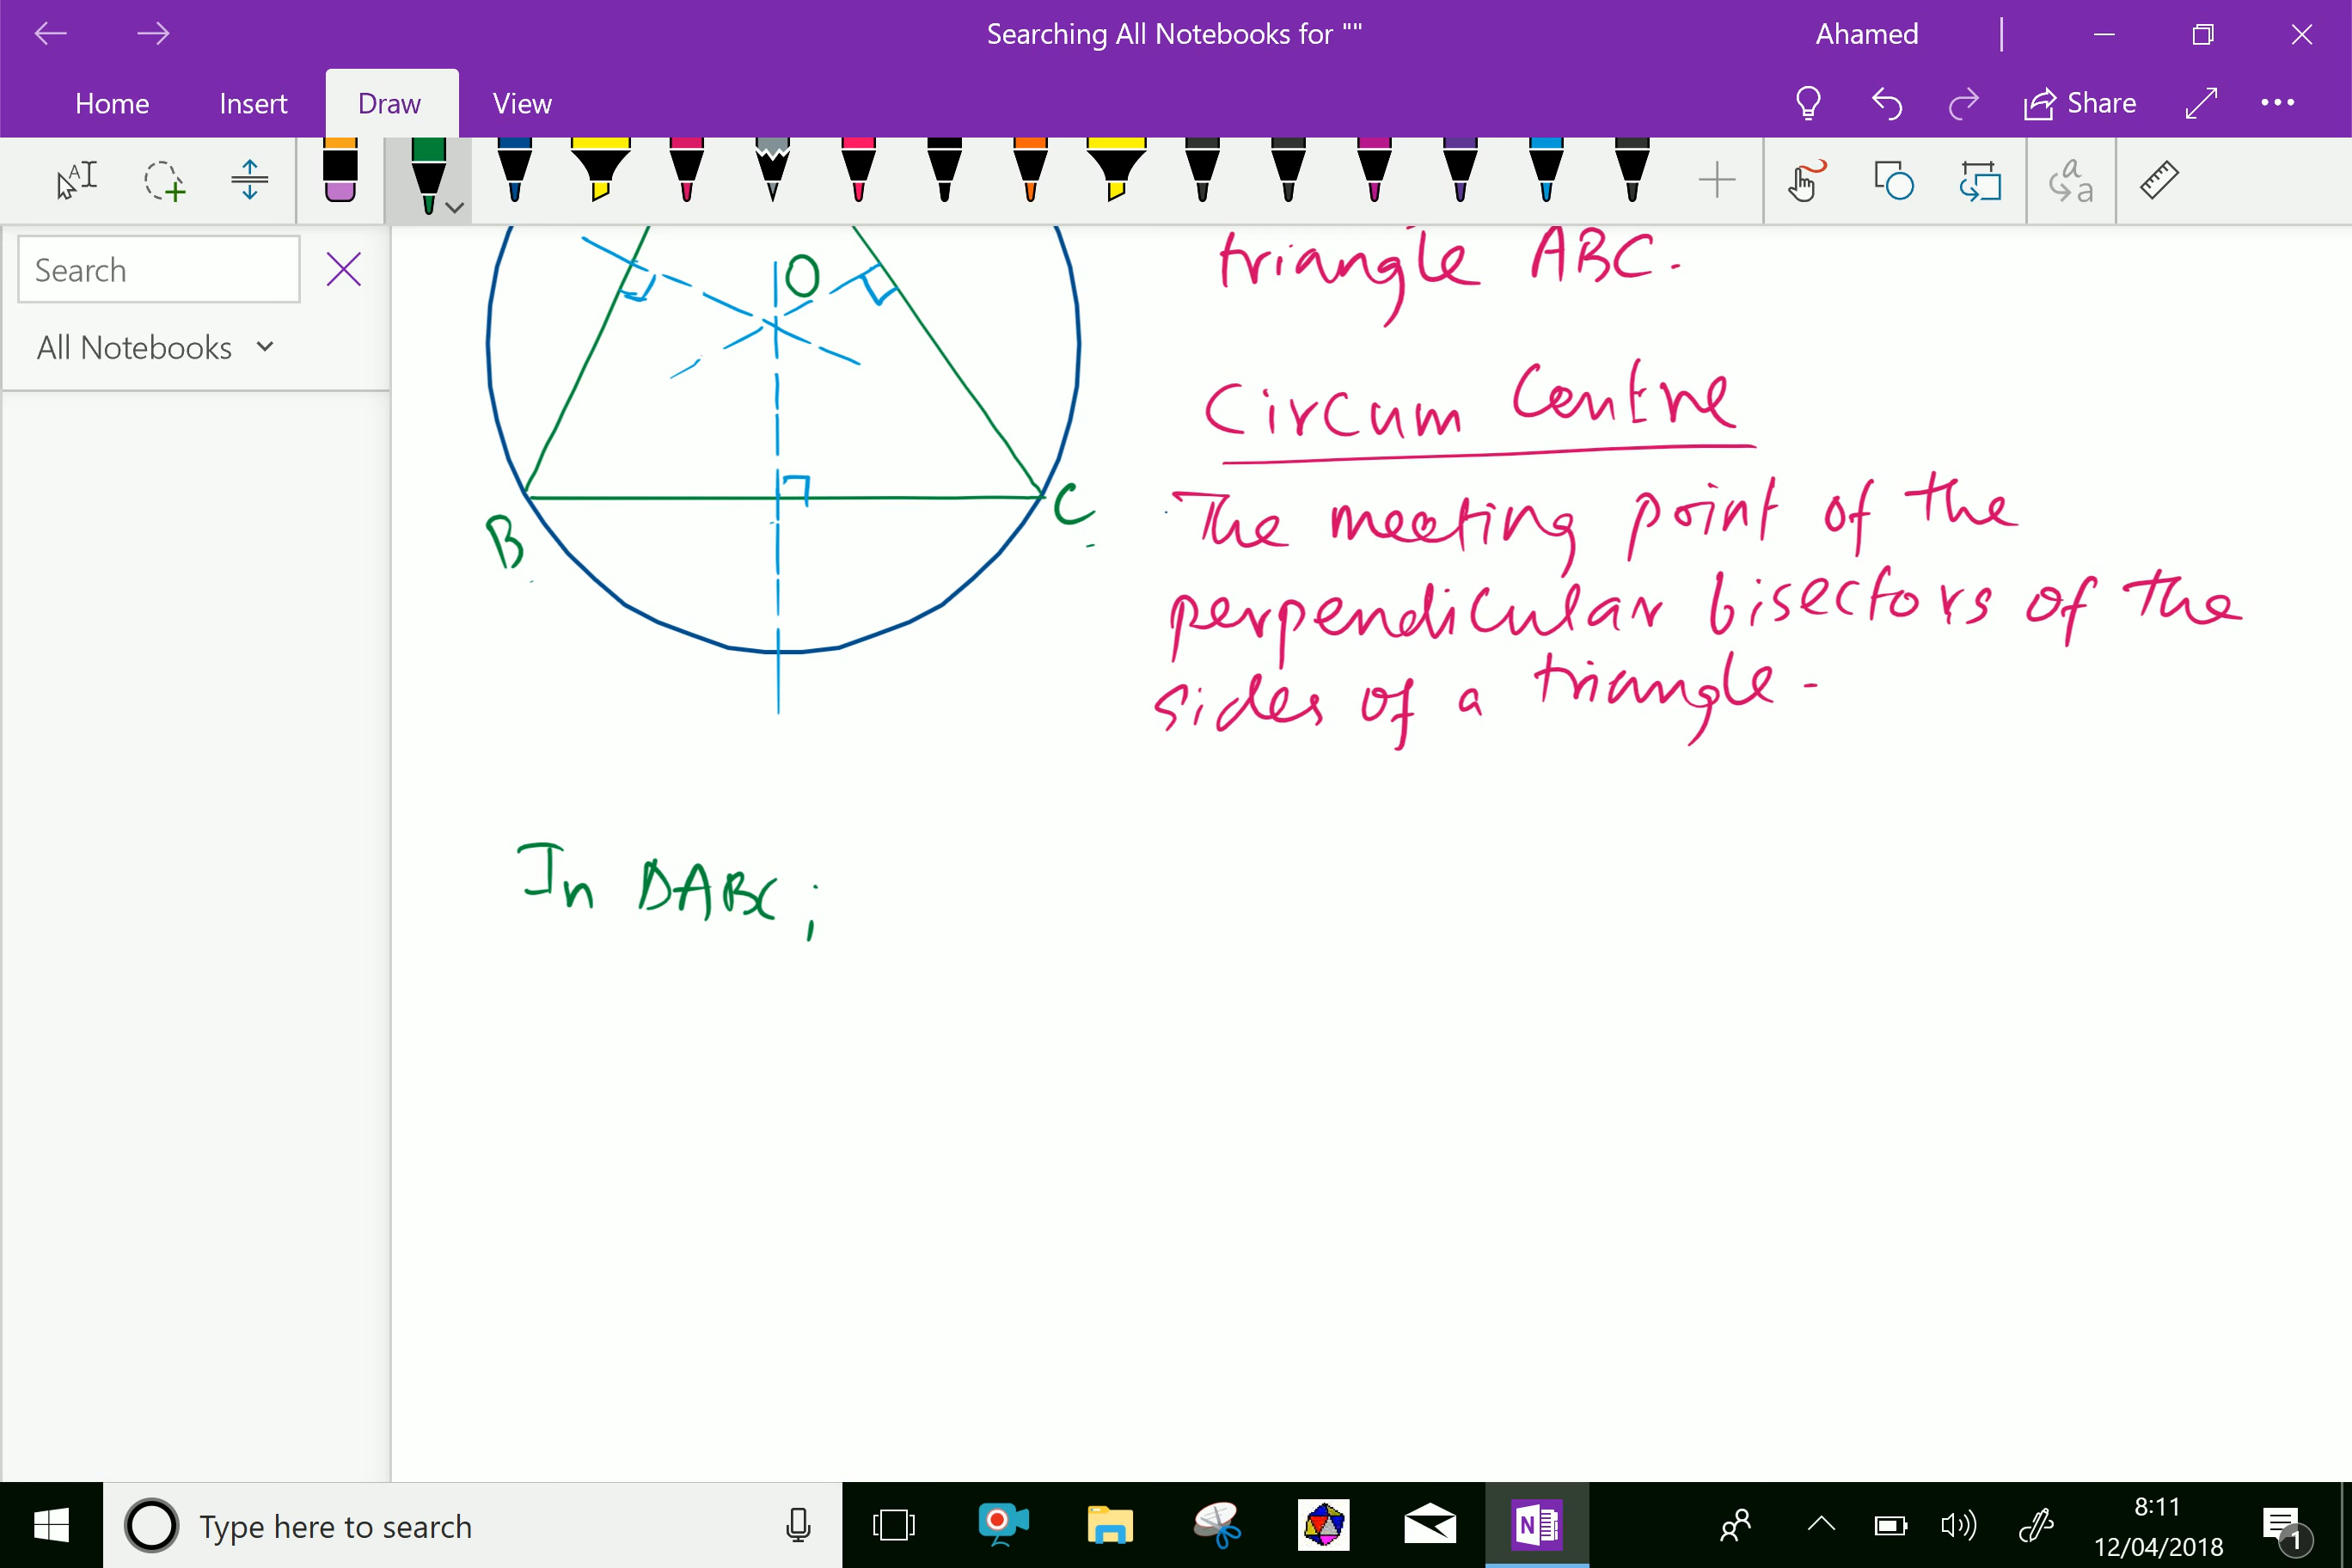 Searching All Notebooks for ""
Ahamed
Home Insert Draw View
Share
Search
All Notebooks
triangle ABC.
O
Circum Centre
B
C
The meeting point of the
perpendicular bisectors of the
sides of a triangle.
In ΔABC;
Type here to search
8:11
12/04/2018
1